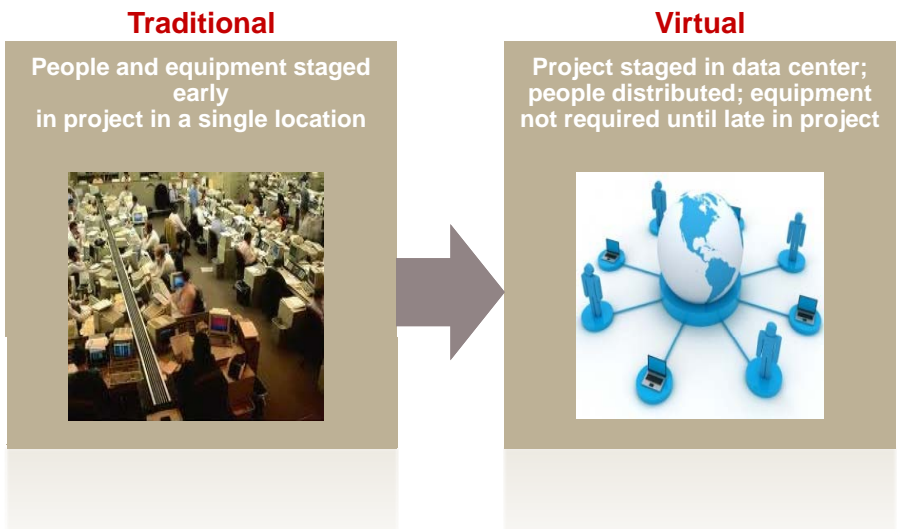 Traditional
People and equipment staged
early
in project in a single location
Virtual
Project staged in data center;
people distributed; equipment
not required until late in project